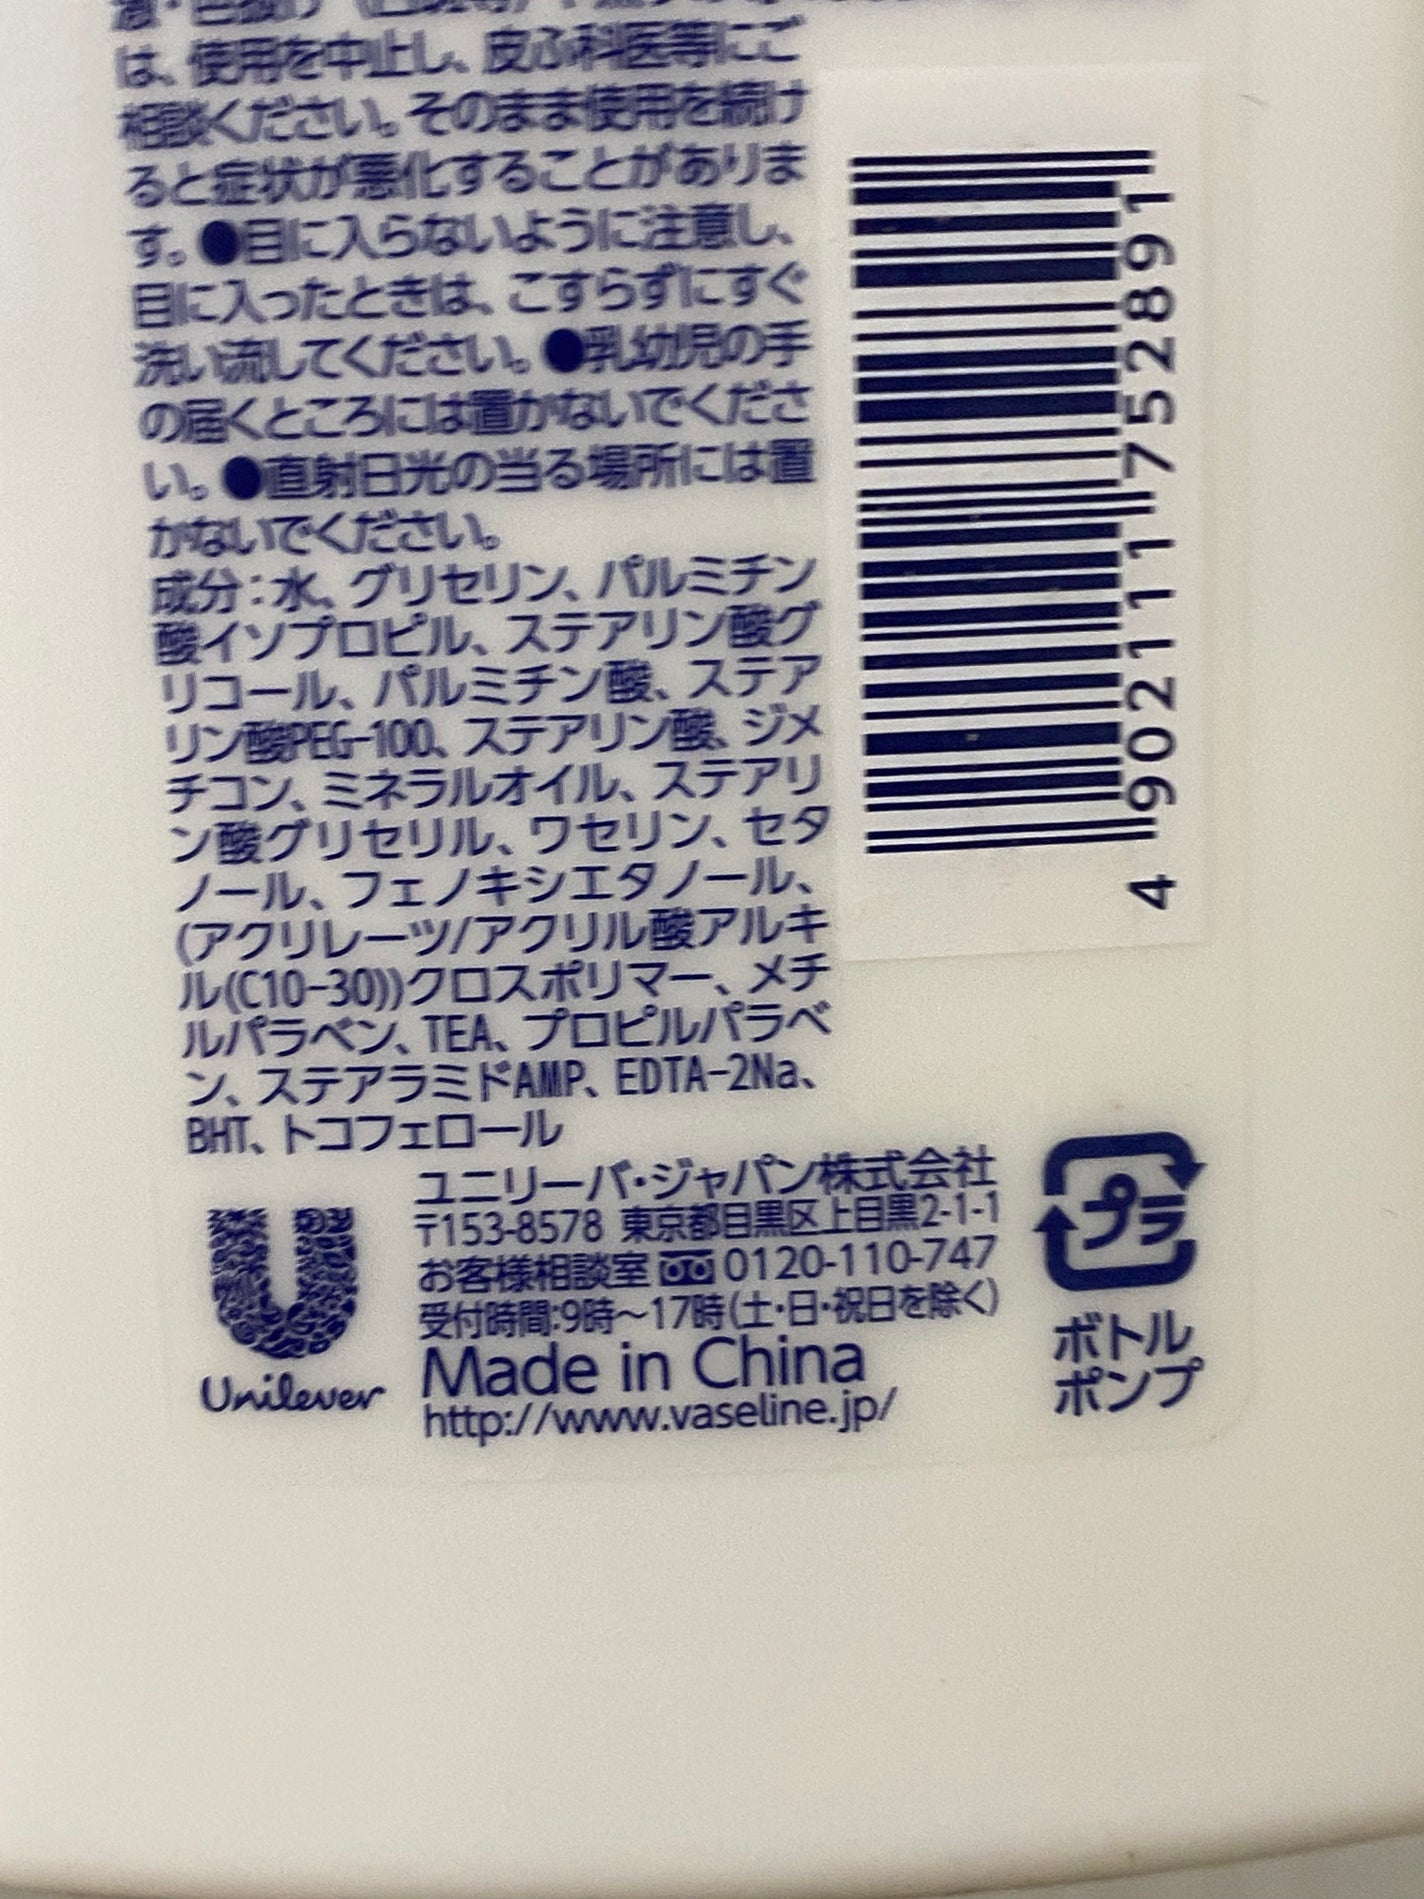 は、使用を中止し、皮ふ科医等にご
相談ください。そのまま使用を続け
ると症状が悪化することがありま
す。●目に入らないように注意し、
目に入ったときは、こすらずにすぐ
洗い流してください。●乳幼児の手
の届くところには置かないでくださ
い。●直射日光の当る場所には置
かないでください。
成分：水、グリセリン、パルミチン
酸イソプロピル、ステアリン酸グ
リコール、パルミチン酸、ステア
リン酸PEG-100、ステアリン酸、ジメ
チコン、ミネラルオイル、ステアリ
ン酸グリセリル、ワセリン、セタ
ノール、フェノキシエタノール、
(アクリレーツ/アクリル酸アルキ
ル(C10-30))クロスポリマー、メチ
ルパラベン、TEA、プロピルパラベ
ン、ステアラミドAMP、EDTA-2Na、
BHT、トコフェロール
4 902111 752891
ユニリーバ・ジャパン株式会社
〒153-8578 東京都目黒区上目黒2-1-1
お客様相談室 0120-110-747
受付時間:9時～17時(土・日・祝日を除く)
Made in China
http://www.vaseline.jp/
Unilever
プラ
ボトル
ポンプ